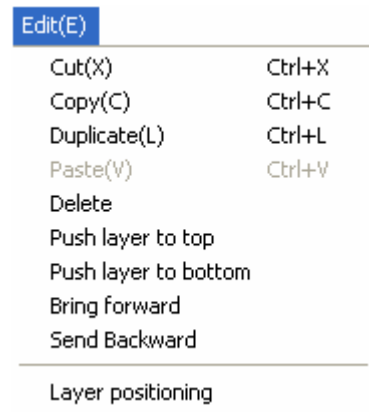 Edit(E)
Cut(X) Ctrl+X
Copy(C) Ctrl+C
Duplicate(L) Ctrl+L
Paste(V) Ctrl+V
Delete
Push layer to top
Push layer to bottom
Bring forward
Send Backward
Layer positioning